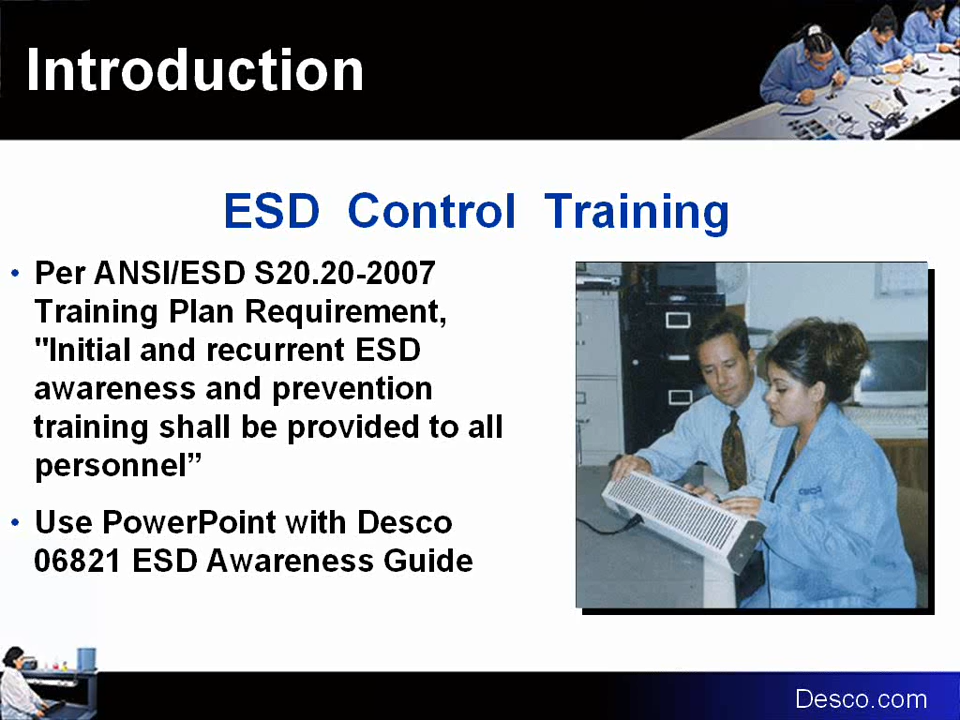 Introduction
ESD Control Training
• Per ANSI/ESD S20.20-2007
Training Plan Requirement,
"Initial and recurrent ESD
awareness and prevention
training shall be provided to all
personnel”
• Use PowerPoint with Desco
06821 ESD Awareness Guide
Desco.com